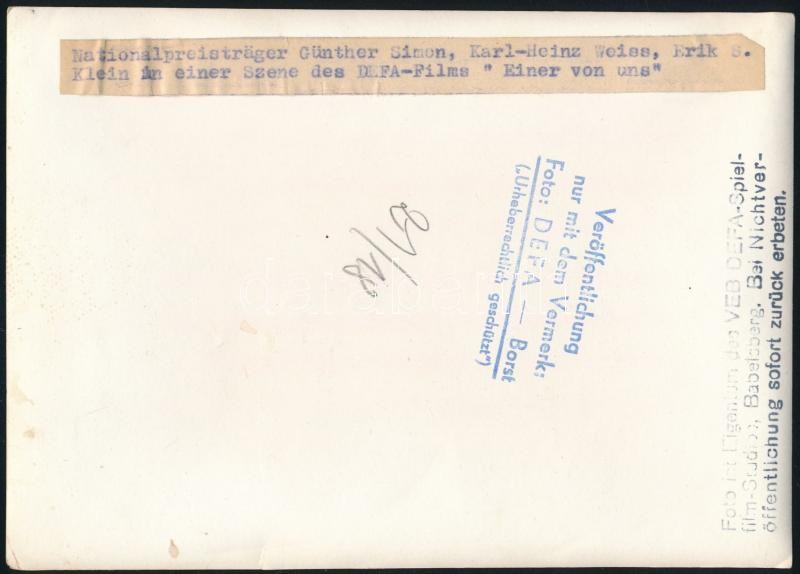 Nationalpreisträger Günther Simon, Karl-Heinz Weiss, Erik S.
Klein in einer Szene des DEFA-Films " Einer von uns"
Veröffentlichung
nur mit dem Vermerk:
Foto: DEFA — Borst
(„Urheberrechtlich geschützt")
21/18
Foto ist Eigentum des VEB DEFA-Spiel-
film-Studios, Babelsberg. Bei Nichtver-
öffentlichung sofort zurück erbeten.